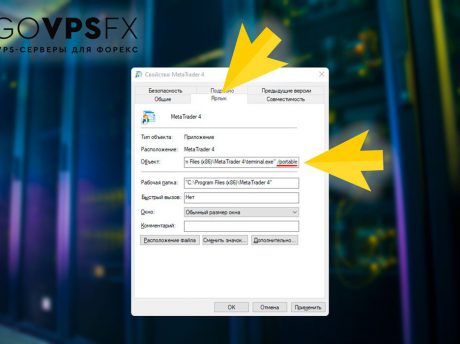 GOVPSFX
VPS-СЕРВЕРЫ ДЛЯ ФОРЕКС
Свойства: MetaTrader 4
Безопасность
Подробно
Предыдущие версии
Общие
Ярлык
Совместимость
MetaTrader 4
Тип объекта: Приложение
Расположение: MetaTrader 4
Объект: n Files (x86)\MetaTrader 4\terminal.exe" /portable
Рабочая папка: "C:\Program Files (x86)\MetaTrader 4"
Быстрый вызов: Нет
Окно: Обычный размер окна
Комментарий:
Расположение файла
Сменить значок...
Дополнительно...
OK
Отмена
Применить